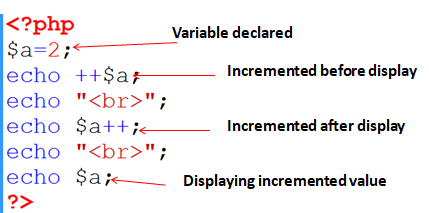 <?php
$a=2; Variable declared
echo ++$a; Incremented before display
echo "<br>";
echo $a++; Incremented after display
echo "<br>";
echo $a; Displaying incremented value
?>